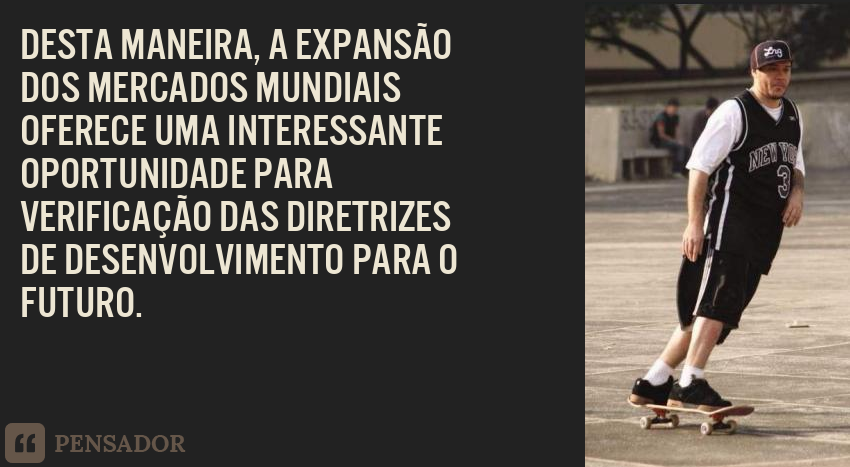 DESTA MANEIRA, A EXPANSÃO
DOS MERCADOS MUNDIAIS
OFERECE UMA INTERESSANTE
OPORTUNIDADE PARA
VERIFICAÇÃO DAS DIRETRIZES
DE DESENVOLVIMENTO PARA O
FUTURO.
Lrg
NEW YORK
3
PENSADOR